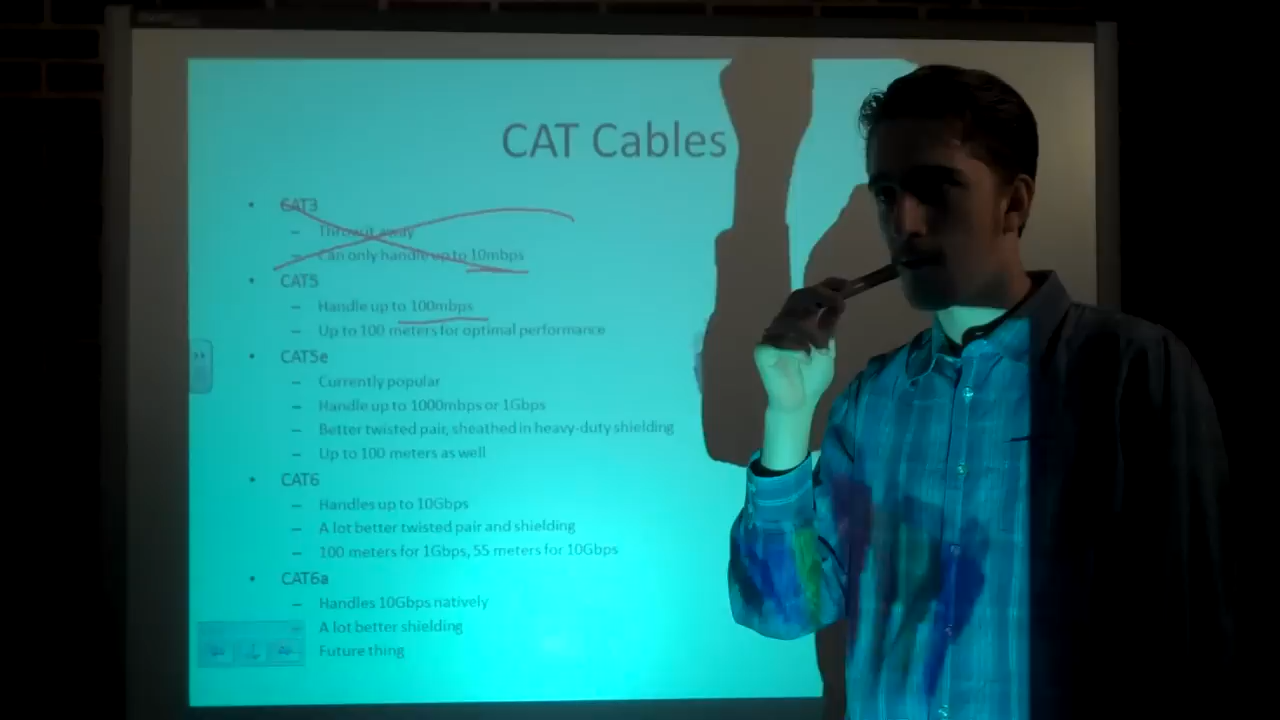 CAT Cables
• CAT3
– Throw it away
– Can only handle up to 10mbps
• CAT5
– Handle up to 100mbps
– Up to 100 meters for optimal performance
• CAT5e
– Currently popular
– Handle up to 1000mbps or 1Gbps
– Better twisted pair, sheathed in heavy-duty shielding
– Up to 100 meters as well
• CAT6
– Handles up to 10Gbps
– A lot better twisted pair and shielding
– 100 meters for 1Gbps, 55 meters for 10Gbps
• CAT6a
– Handles 10Gbps natively
A lot better shielding
Future thing